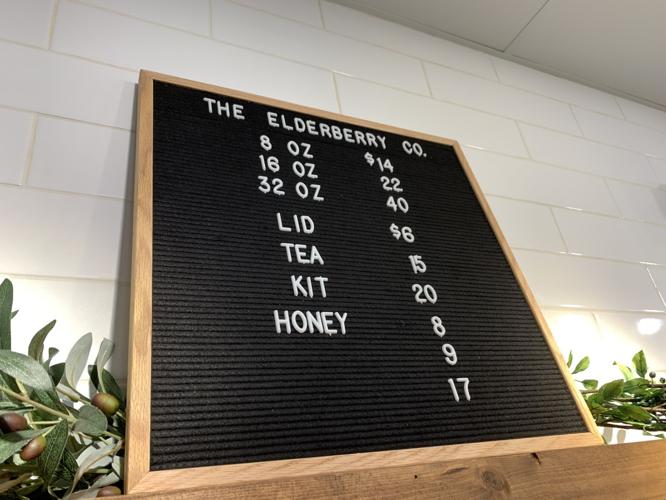 THE ELDERBERRY CO.
8 OZ $14
16 OZ 22
32 OZ 40
LID $6
TEA 15
KIT 20
HONEY 8
9
17